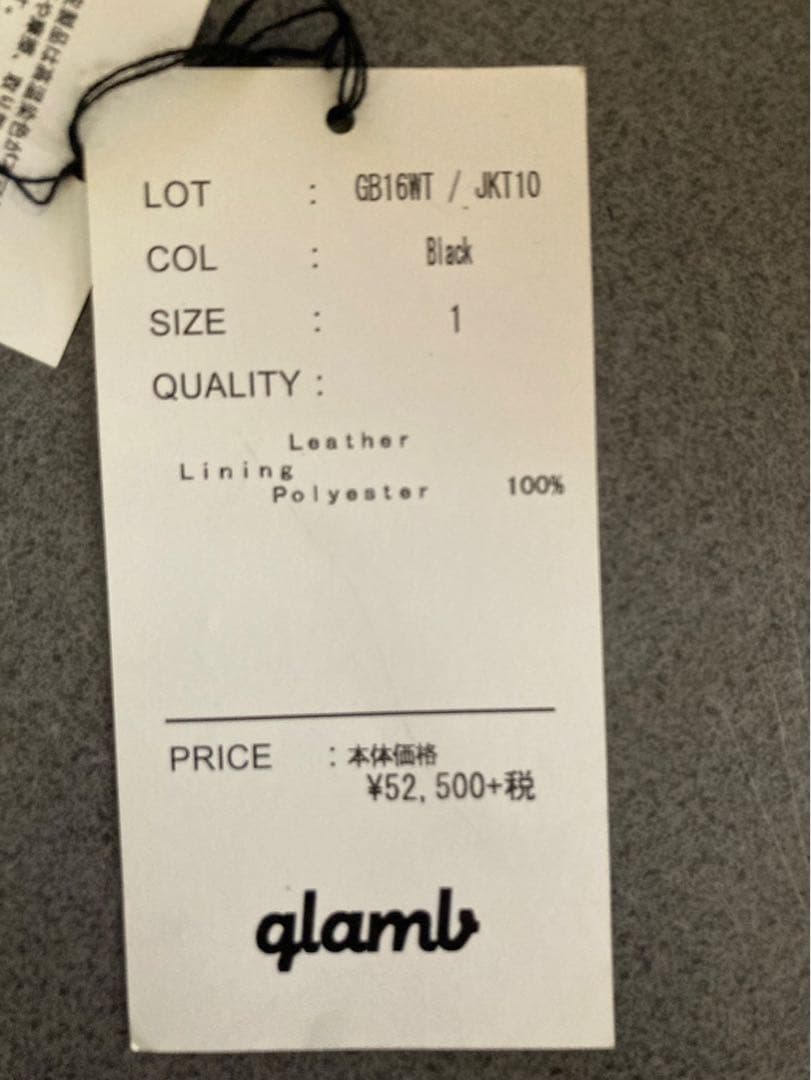 LOT : GB16WT / JKT10
COL : Black
SIZE : 1
QUALITY :
Leather
Lining
Polyester 100%
PRICE : 本体価格
¥52,500+税
glamb